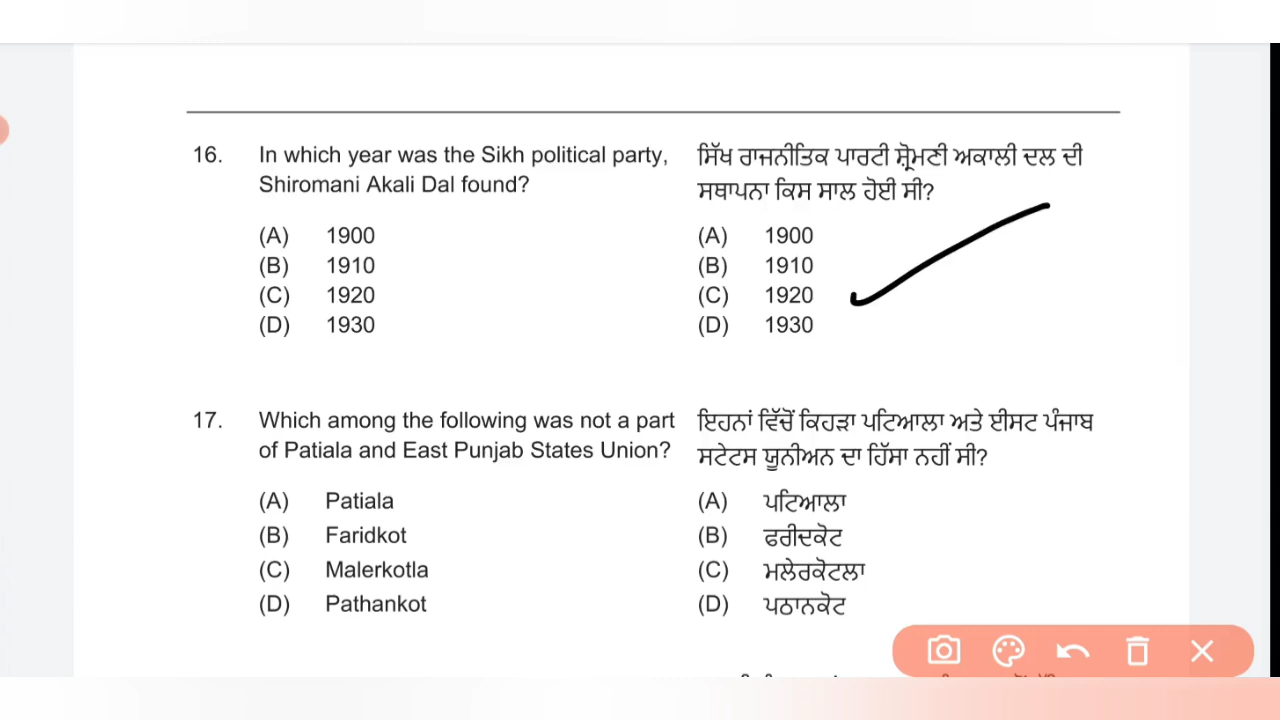 16. In which year was the Sikh political party,
Shiromani Akali Dal found?
(A) 1900
(B) 1910
(C) 1920
(D) 1930
ਸਿੱਖ ਰਾਜਨੀਤਿਕ ਪਾਰਟੀ ਸ਼੍ਰੋਮਣੀ ਅਕਾਲੀ ਦਲ ਦੀ
ਸਥਾਪਨਾ ਕਿਸ ਸਾਲ ਹੋਈ ਸੀ?
(A) 1900
(B) 1910
(C) 1920
(D) 1930
17. Which among the following was not a part
of Patiala and East Punjab States Union?
(A) Patiala
(B) Faridkot
(C) Malerkotla
(D) Pathankot
ਇਹਨਾਂ ਵਿੱਚੋਂ ਕਿਹੜਾ ਪਟਿਆਲਾ ਅਤੇ ਈਸਟ ਪੰਜਾਬ
ਸਟੇਟਸ ਯੂਨੀਅਨ ਦਾ ਹਿੱਸਾ ਨਹੀਂ ਸੀ?
(A) ਪਟਿਆਲਾ
(B) ਫਰੀਦਕੋਟ
(C) ਮਲੇਰਕੋਟਲਾ
(D) ਪਠਾਨਕੋਟ